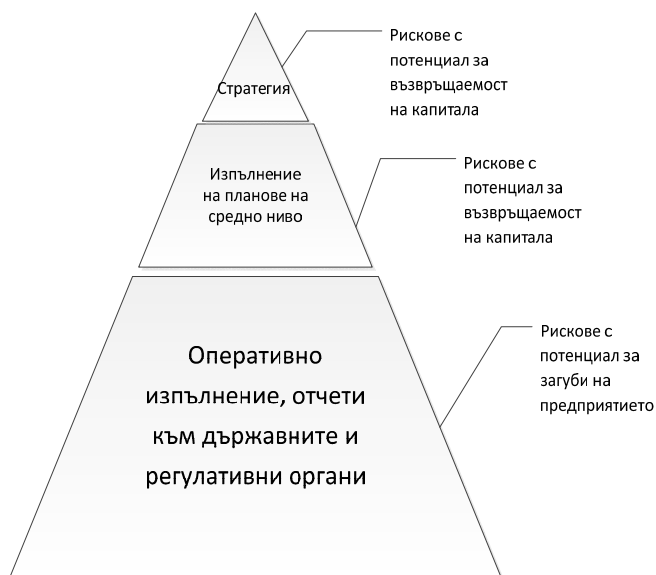 Стратегия
Рискове с
потенциал за
възвръщаемост
на капитала
Изпълнение
на планове на
средно ниво
Рискове с
потенциал за
възвръщаемост
на капитала
Оперативно
изпълнение, отчети
към държавните и
регулативни органи
Рискове с
потенциал за
загуби на
предприятието